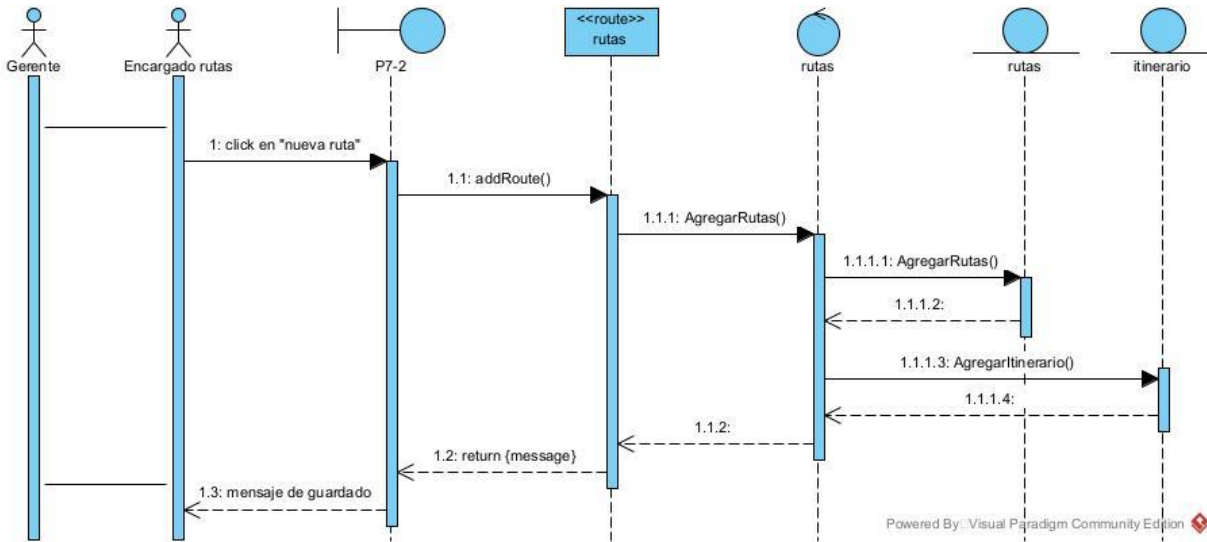 <<route>>
rutas
Gerente
Encargado rutas
P7-2
rutas
rutas
itinerario
1: click en "nueva ruta"
1.1: addRoute()
1.1.1: AgregarRutas()
1.1.1.1: AgregarRutas()
1.1.1.2:
1.1.1.3: AgregarItinerario()
1.1.1.4:
1.1.2:
1.2: return {message}
1.3: mensaje de guardado
Powered By Visual Paradigm Community Edition